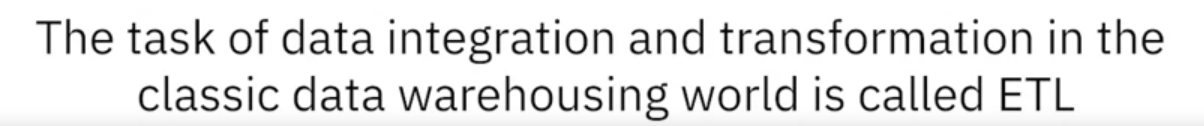 The task of data integration and transformation in the
classic data warehousing world is called ETL